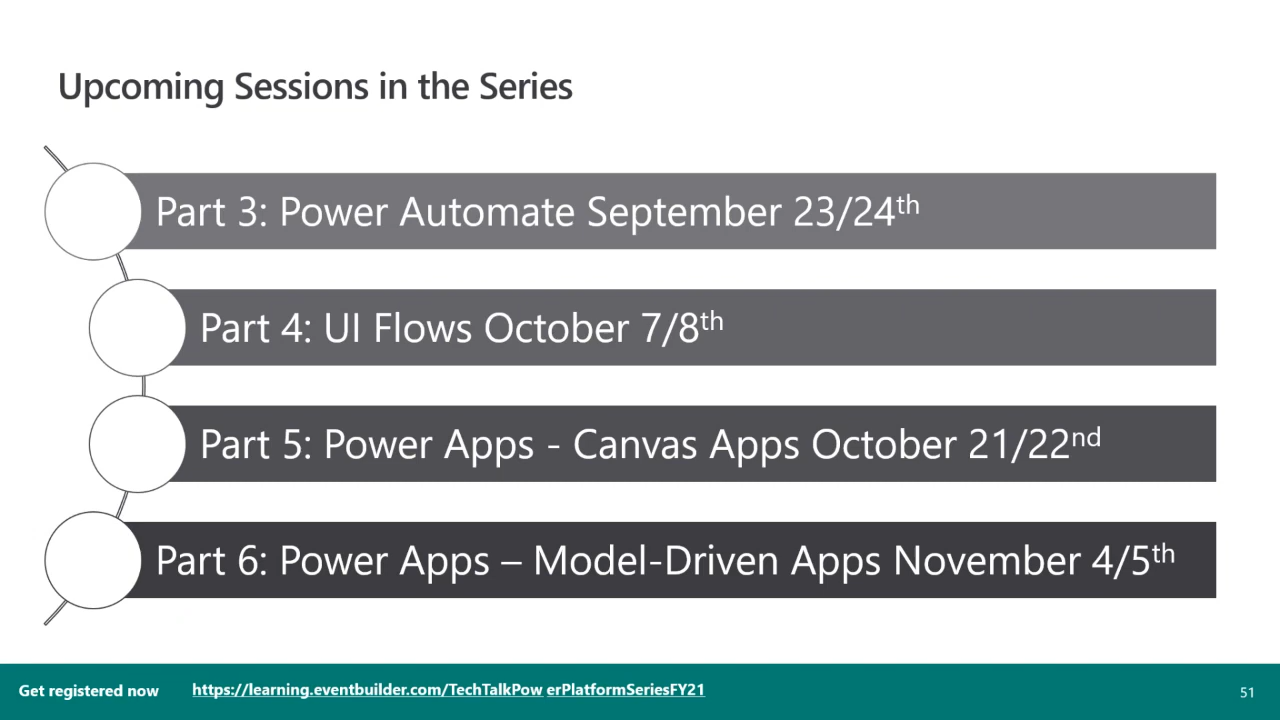 Upcoming Sessions in the Series
Part 3: Power Automate September 23/24th
Part 4: UI Flows October 7/8th
Part 5: Power Apps - Canvas Apps October 21/22nd
Part 6: Power Apps – Model-Driven Apps November 4/5th
Get registered now https://learning.eventbuilder.com/TechTalkPow erPlatformSeriesFY21 51